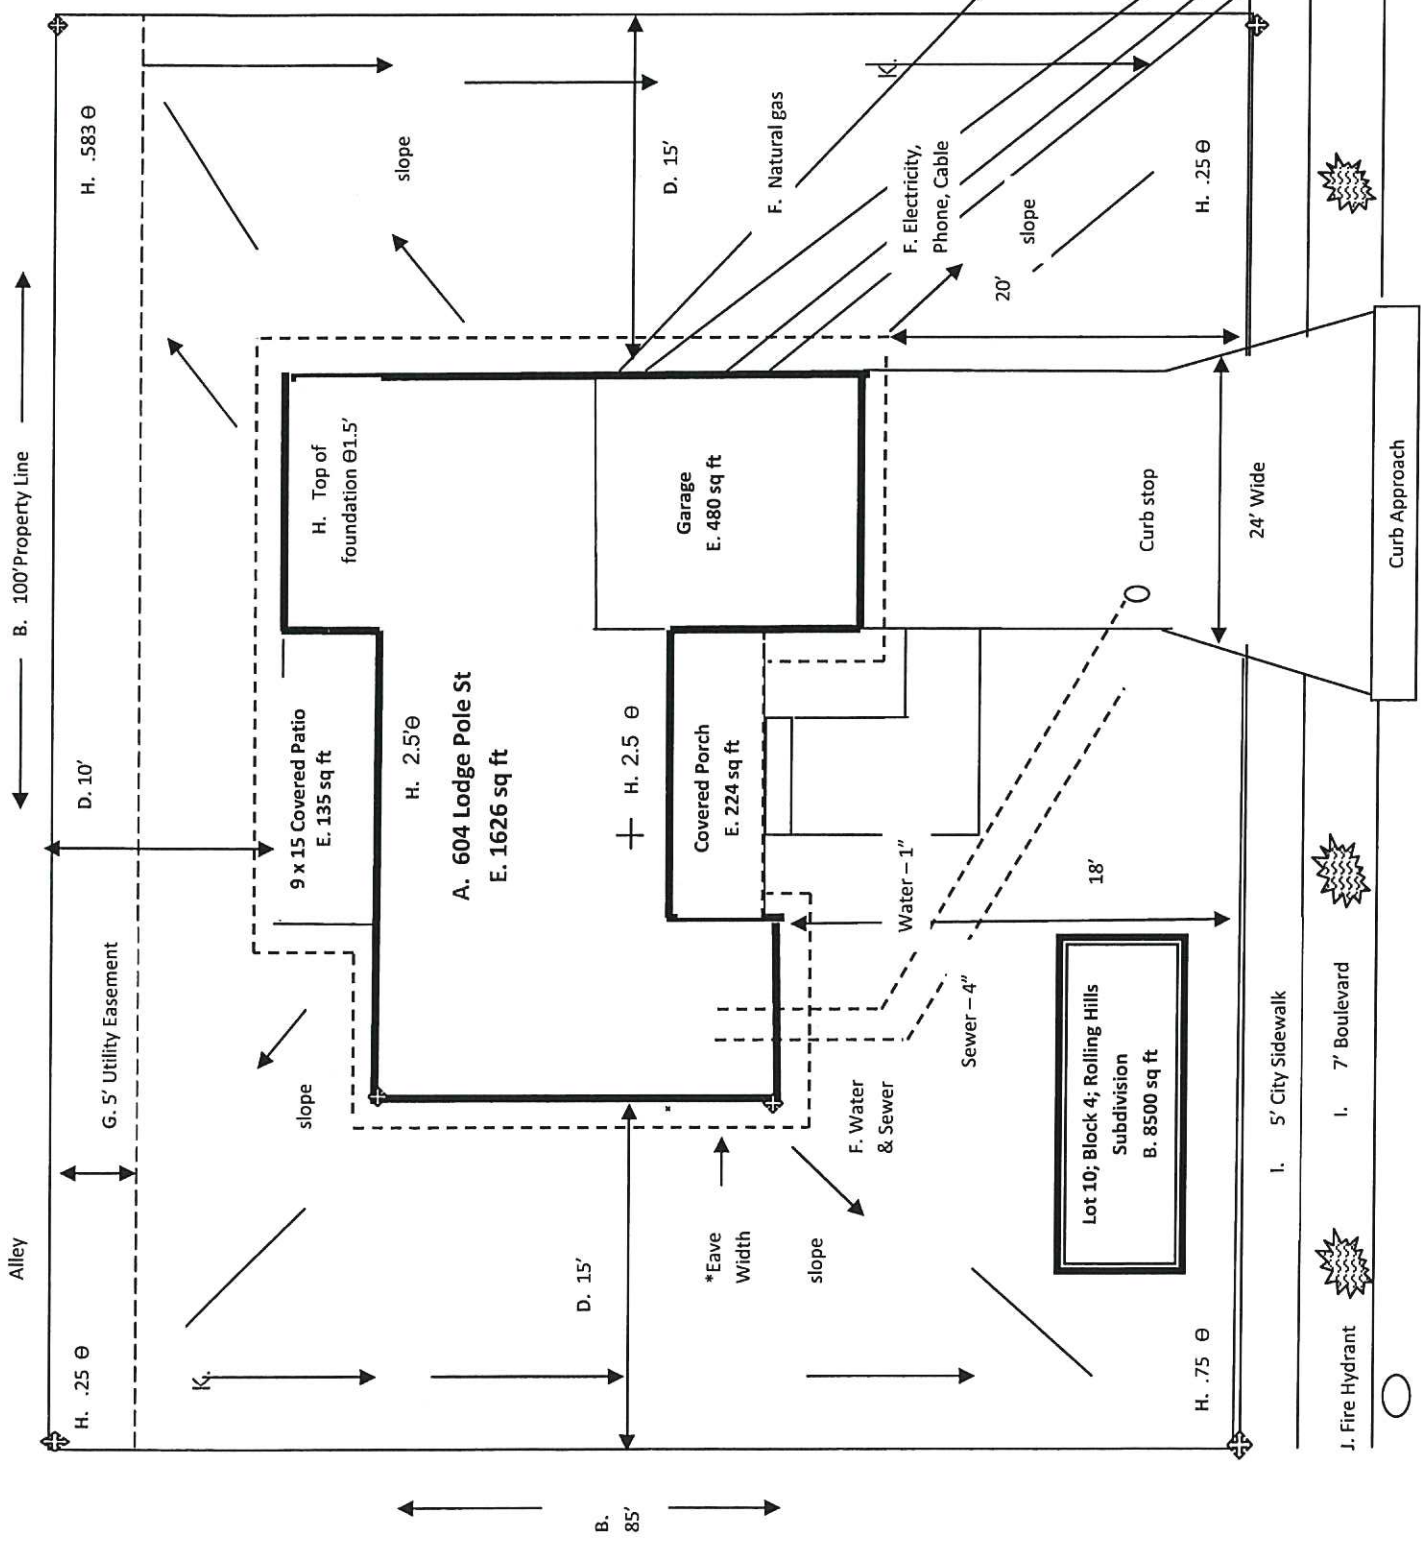 Alley
B. 100'Property Line
H. .25 Θ
G. 5' Utility Easement
D. 10'
H. .583 Θ
K.
slope
9 x 15 Covered Patio
E. 135 sq ft
H. Top of
foundation Θ1.5'
slope
H. 2.5'Θ
A. 604 Lodge Pole St
E. 1626 sq ft
B.
85'
D. 15'
H. 2.5 Θ
D. 15'
*Eave
Width
Covered Porch
E. 224 sq ft
Garage
E. 480 sq ft
F. Natural gas
slope
F. Water
& Sewer
Water – 1"
F. Electricity,
Phone, Cable
K.
Sewer – 4"
20'
slope
18'
Curb stop
Lot 10; Block 4; Rolling Hills
Subdivision
B. 8500 sq ft
H. .75 Θ
H. .25 Θ
24' Wide
I. 5' City Sidewalk
I. 7' Boulevard
J. Fire Hydrant
Curb Approach